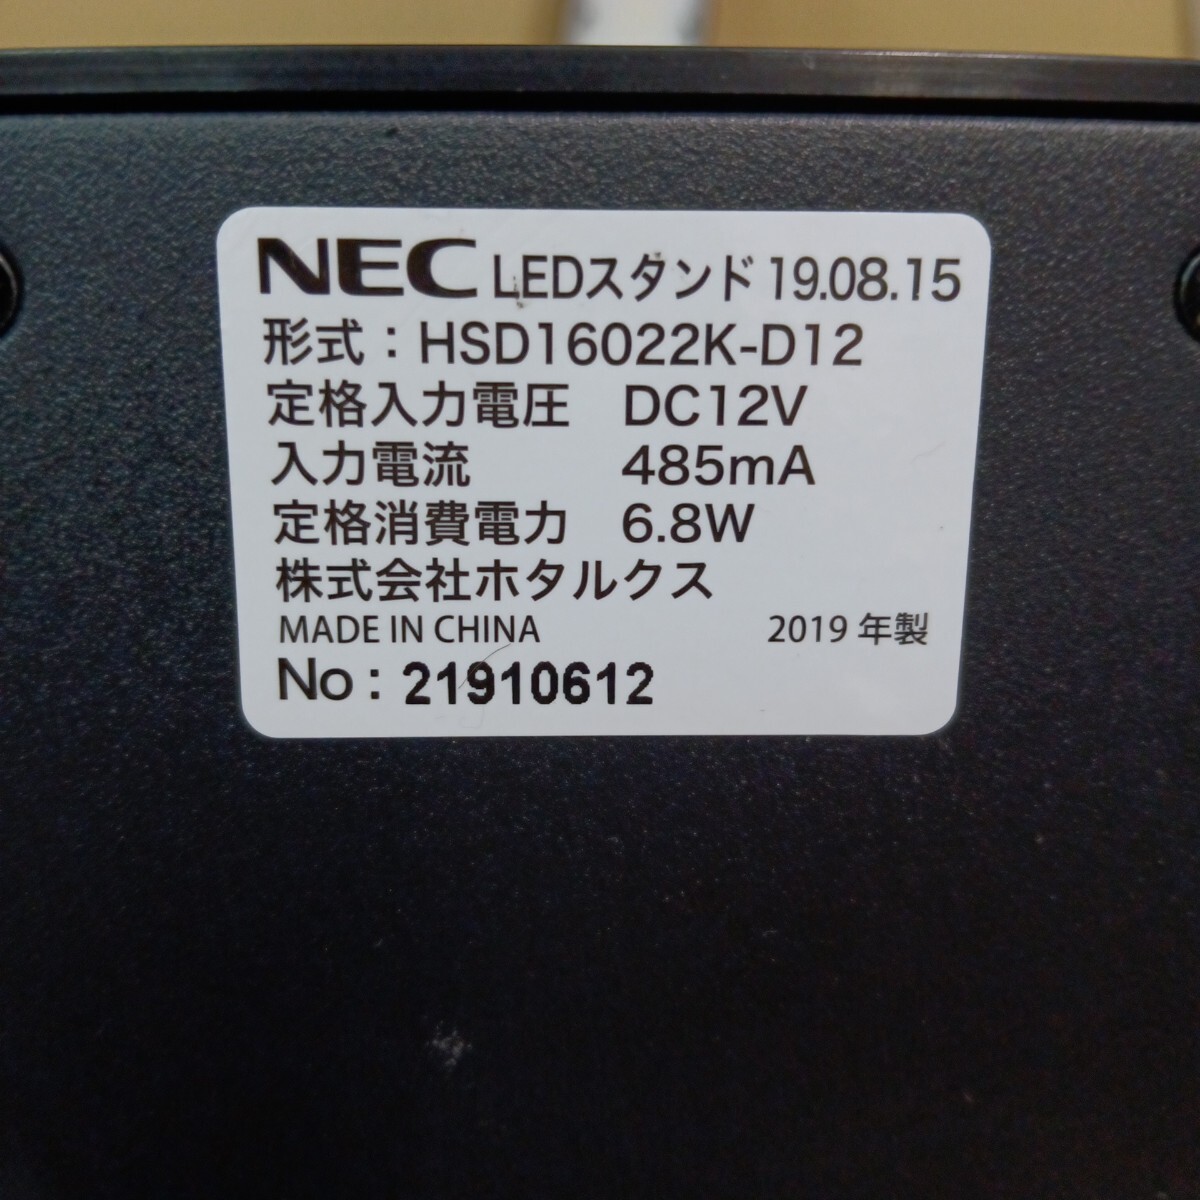 NEC LEDスタンド 19.08.15
形式：HSD16022K-D12
定格入力電圧 DC12V
入力電流 485mA
定格消費電力 6.8W
株式会社ホタルクス
MADE IN CHINA 2019 年製
No : 21910612